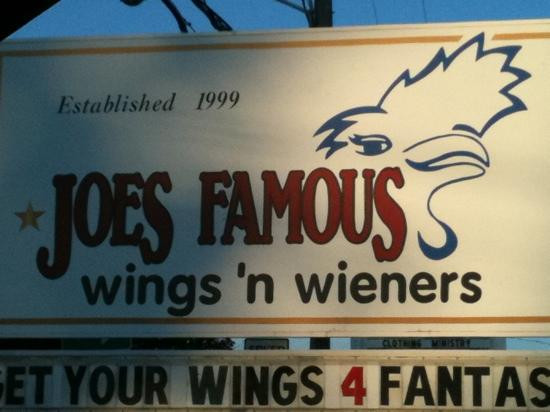 Established 1999
JOES FAMOUS
wings 'n wieners
CLOTHING MINISTRY
GET YOUR WINGS 4 FANTAS